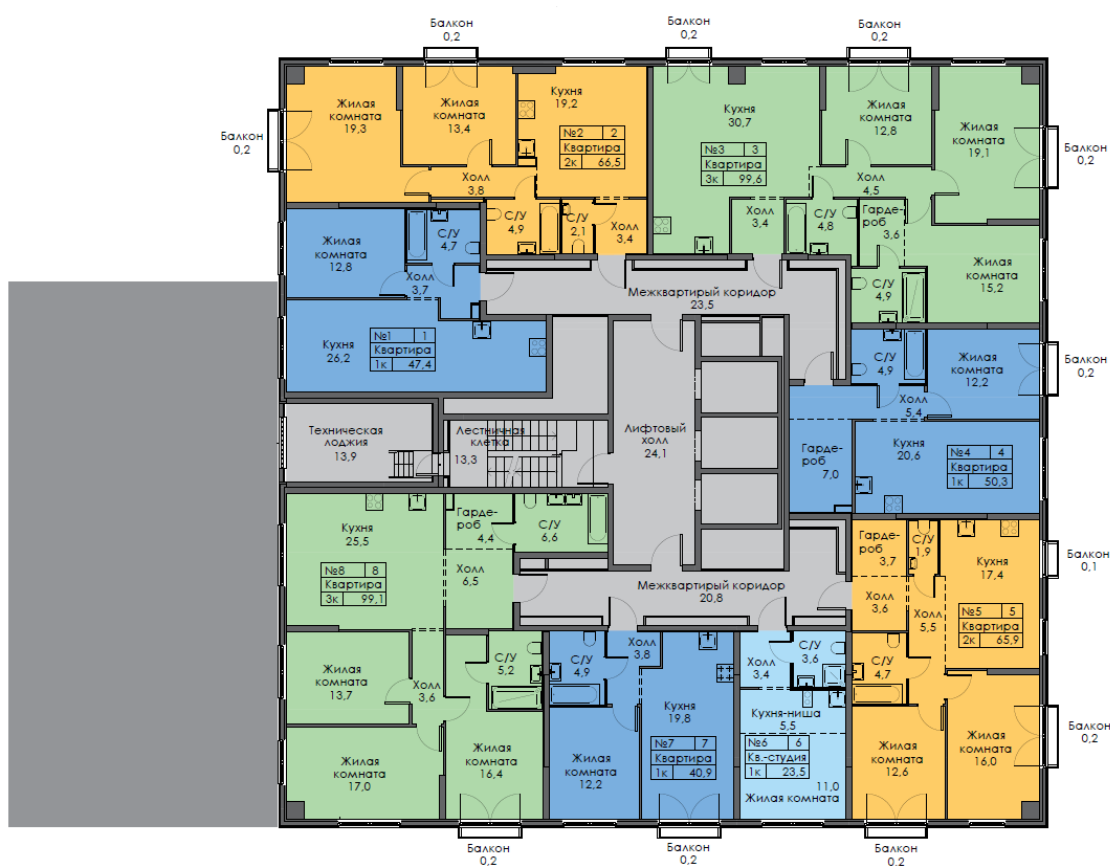 Балкон
0,2
Балкон
0,2
Балкон
0,2
Балкон
0,2
Жилая
комната
19,3
Жилая
комната
13,4
Кухня
19,2
№2 2
Квартира
2к 66,5
Холл
3,8
С/У
4,9
С/У
2,1
Холл
3,4
Кухня
30,7
№3 3
Квартира
3к 99,6
Жилая
комната
12,8
Жилая
комната
19,1
Балкон
0,2
Холл
4,5
Холл
3,4
С/У
4,8
Гарде-
роб
3,6
С/У
4,9
Жилая
комната
15,2
Жилая
комната
12,8
С/У
4,7
Холл
3,7
Кухня
26,2
№1 1
Квартира
1к 47,4
Межквартирый коридор
23,5
С/У
4,9
Жилая
комната
12,2
Балкон
0,2
Холл
5,4
Гарде-
роб
7,0
Кухня
20,6
№4 4
Квартира
1к 50,3
Техническая
лоджия
13,9
Лестничная
клетка
13,3
Лифтовый
холл
24,1
Кухня
25,5
№8 8
Квартира
3к 99,1
Гарде-
роб
4,4
С/У
6,6
Холл
6,5
Межквартирый коридор
20,8
Гарде-
роб
3,7
С/У
1,9
Кухня
17,4
Балкон
0,1
Холл
3,6
Холл
5,5
№5 5
Квартира
2к 65,9
С/У
4,7
Жилая
комната
12,6
Жилая
комната
16,0
Балкон
0,2
Жилая
комната
13,7
Холл
3,6
С/У
5,2
Жилая
комната
17,0
Жилая
комната
16,4
С/У
4,9
Холл
3,8
Кухня
19,8
№7 7
Квартира
1к 40,9
Жилая
комната
12,2
Холл
3,4
С/У
3,6
Кухня-ниша
5,5
№6 6
Кв.-студия
1к 23,5
11,0
Жилая комната
Балкон
0,2
Балкон
0,2
Балкон
0,2